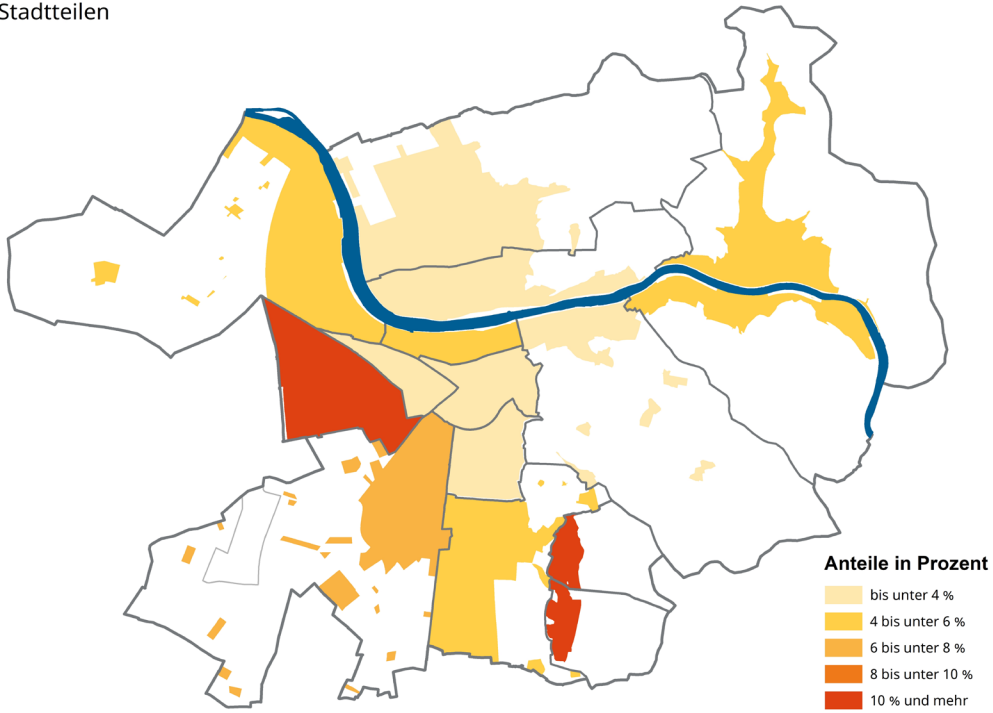 Stadtteilen
Anteile in Prozent
bis unter 4 %
4 bis unter 6 %
6 bis unter 8 %
8 bis unter 10 %
10 % und mehr